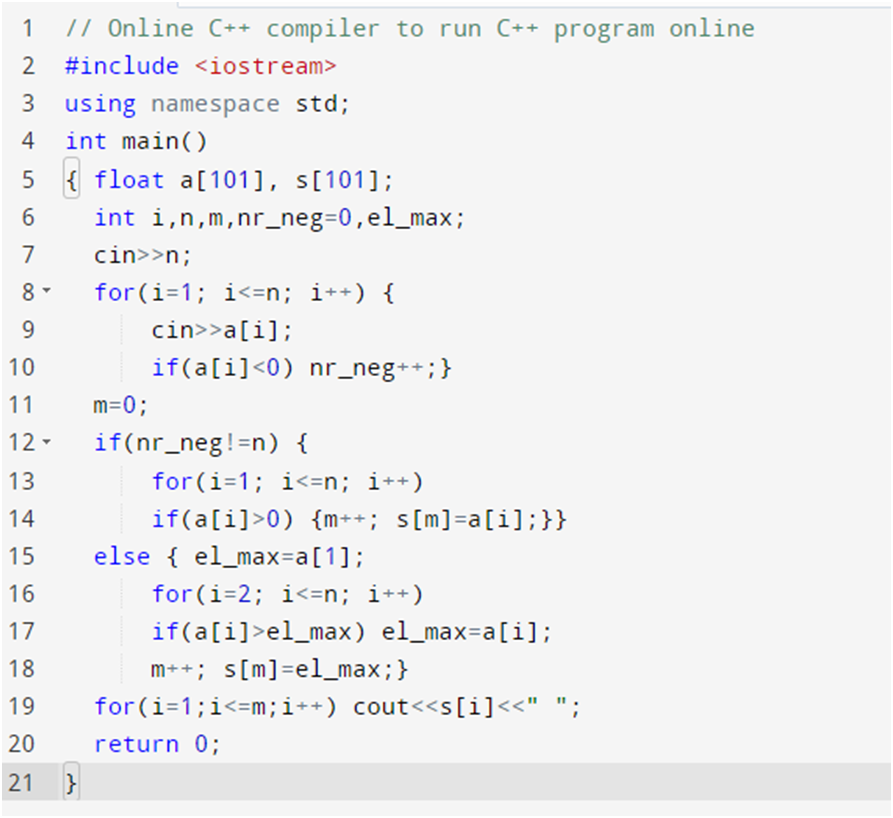 1 // Online C++ compiler to run C++ program online
2 #include <iostream>
3 using namespace std;
4 int main()
5 { float a[101], s[101];
6 int i,n,m,nr_neg=0,el_max;
7 cin>>n;
8 for(i=1; i<=n; i++) {
9 cin>>a[i];
10 if(a[i]<0) nr_neg++;}
11 m=0;
12 if(nr_neg!=n) {
13 for(i=1; i<=n; i++)
14 if(a[i]>0) {m++; s[m]=a[i];}}
15 else { el_max=a[1];
16 for(i=2; i<=n; i++)
17 if(a[i]>el_max) el_max=a[i];
18 m++; s[m]=el_max;}
19 for(i=1;i<=m;i++) cout<<s[i]<<" ";
20 return 0;
21 }